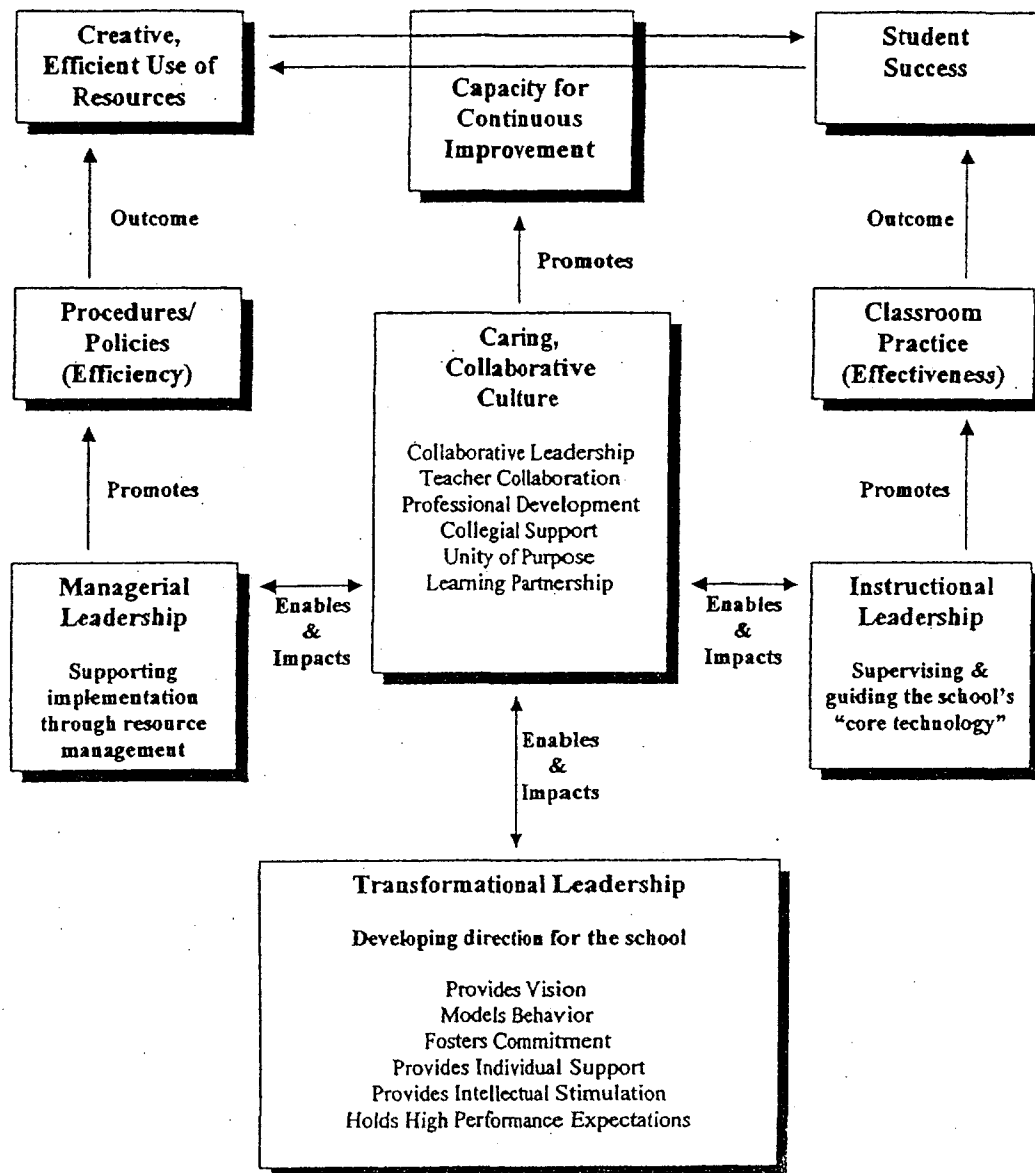 Creative,
Efficient Use of
Resources
Capacity for
Continuous
Improvement
Student
Success
Outcome
Promotes
Outcome
Procedures/
Policies
(Efficiency)
Caring,
Collaborative
Culture
Collaborative Leadership
Teacher Collaboration
Professional Development
Collegial Support
Unity of Purpose
Learning Partnership
Classroom
Practice
(Effectiveness)
Promotes
Promotes
Managerial
Leadership
Supporting
implementation
through resource
management
Enables
&
Impacts
Enables
&
Impacts
Instructional
Leadership
Supervising &
guiding the school's
"core technology"
Enables
&
Impacts
Transformational Leadership
Developing direction for the school
Provides Vision
Models Behavior
Fosters Commitment
Provides Individual Support
Provides Intellectual Stimulation
Holds High Performance Expectations